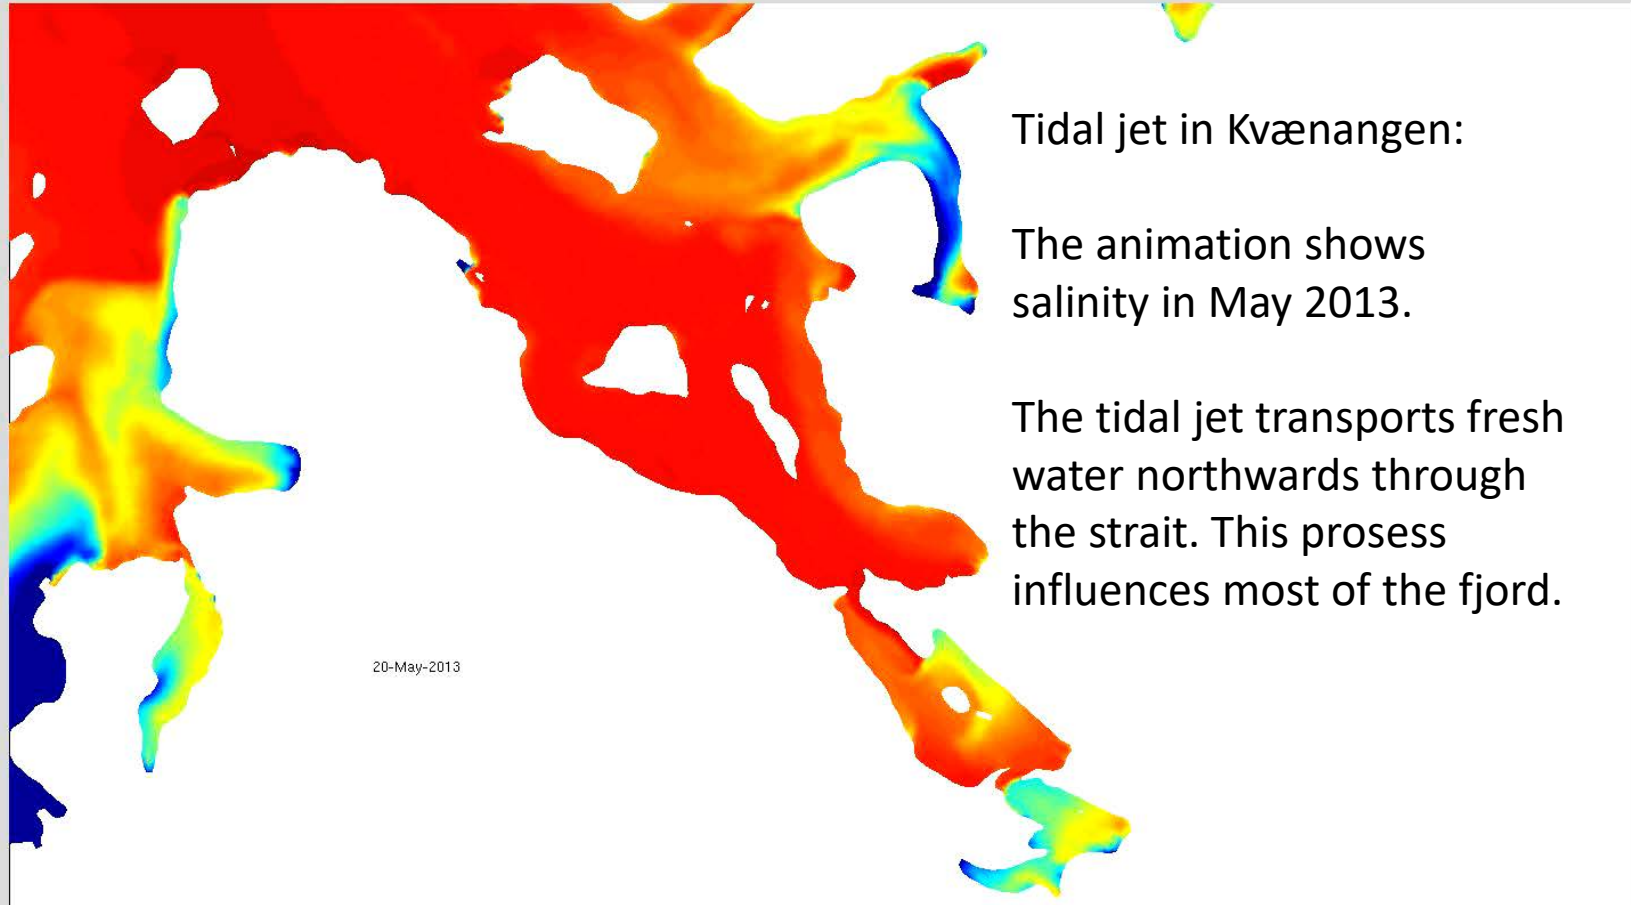 Tidal jet in Kvænangen:
The animation shows
salinity in May 2013.
The tidal jet transports fresh
water northwards through
the strait. This prosess
influences most of the fjord.
20-May-2013